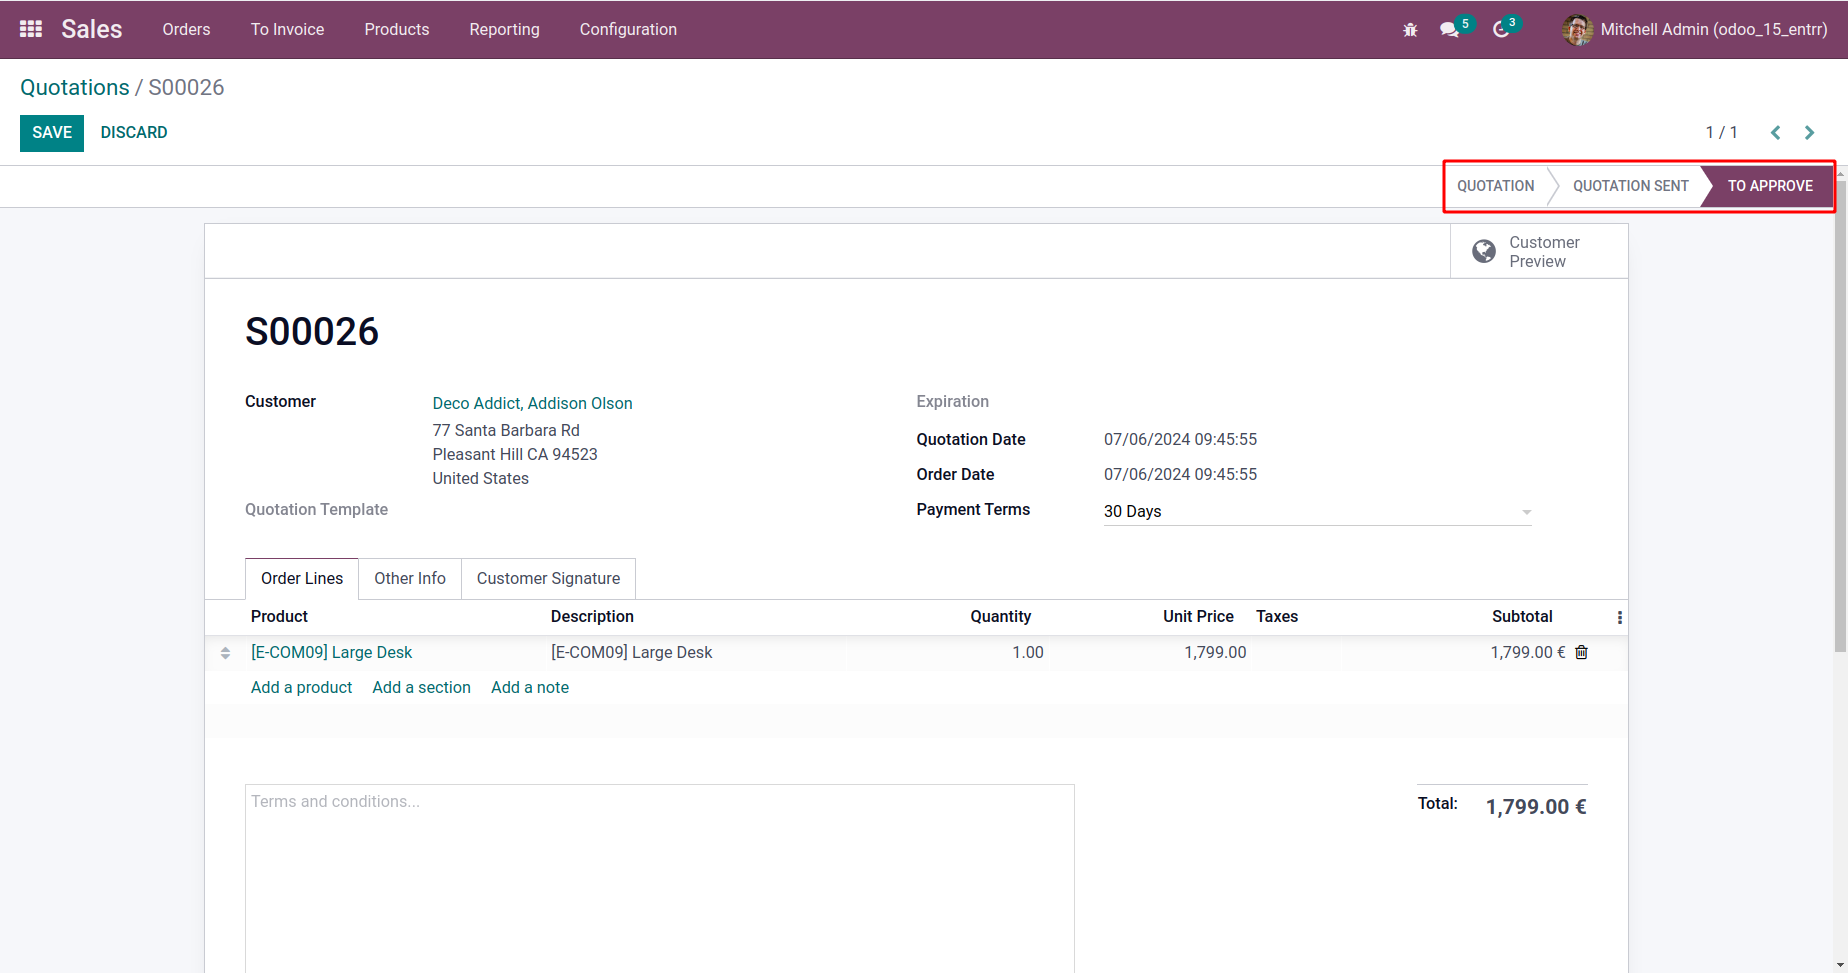 Sales Orders To Invoice Products Reporting Configuration 5 3 Mitchell Admin (odoo_15_entrr)
Quotations / S00026
SAVE DISCARD 1 / 1
QUOTATION QUOTATION SENT TO APPROVE
Customer
Preview
S00026
Customer Deco Addict, Addison Olson
77 Santa Barbara Rd
Pleasant Hill CA 94523
United States
Quotation Template
Expiration
Quotation Date 07/06/2024 09:45:55
Order Date 07/06/2024 09:45:55
Payment Terms 30 Days
Order Lines Other Info Customer Signature
Product Description Quantity Unit Price Taxes Subtotal
[E-COM09] Large Desk [E-COM09] Large Desk 1.00 1,799.00 1,799.00 €
Add a product Add a section Add a note
Terms and conditions...
Total: 1,799.00 €